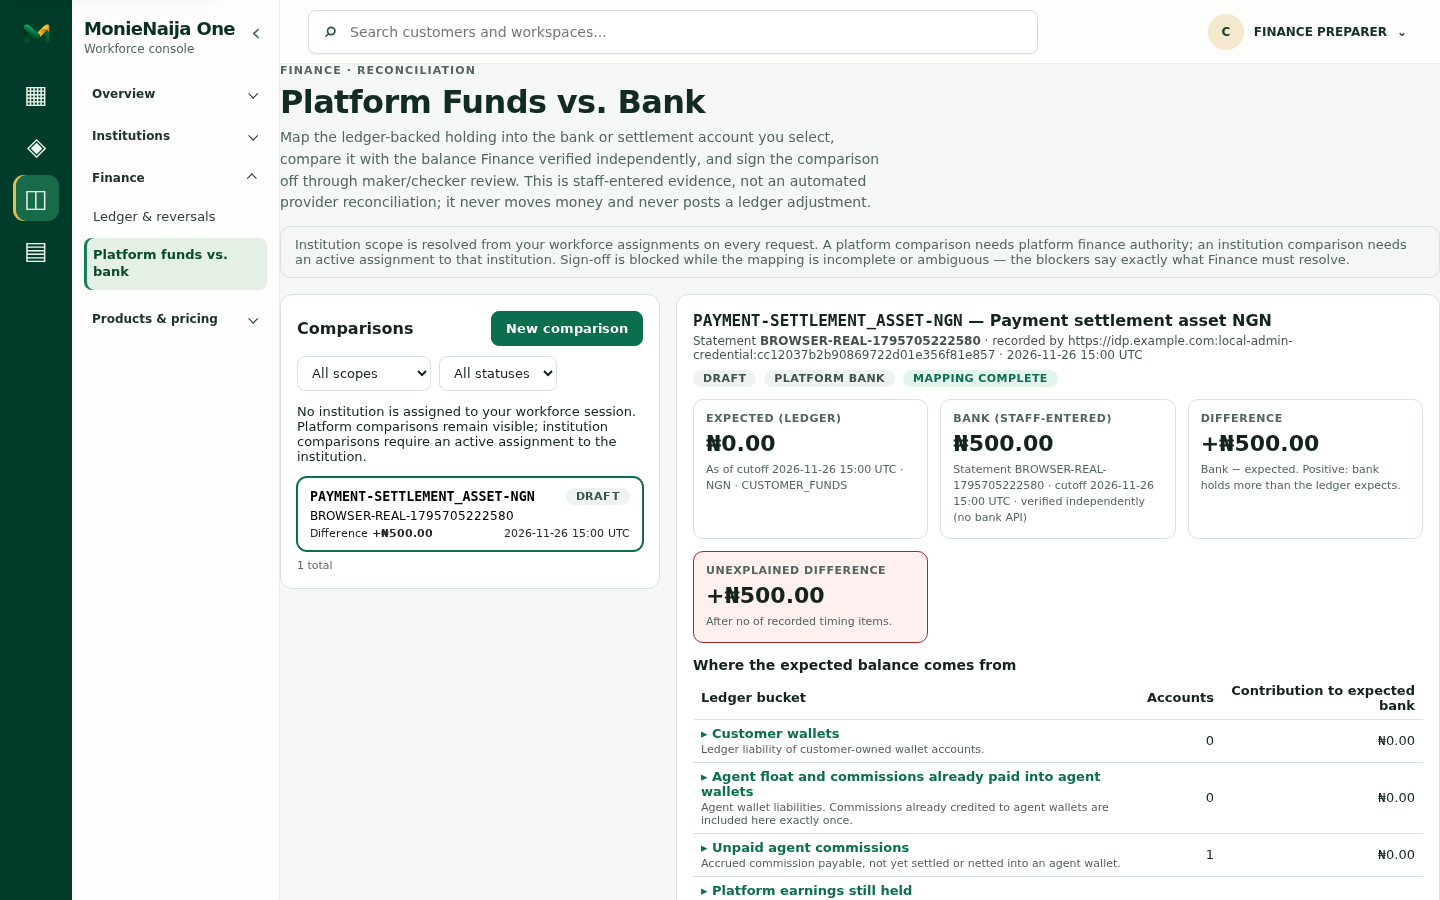 MonieNaija One
Workforce console
Overview
Institutions
Finance
Ledger & reversals
Platform funds vs.
bank
Products & pricing
Search customers and workspaces...
C
FINANCE PREPARER
FINANCE · RECONCILIATION
Platform Funds vs. Bank
Map the ledger-backed holding into the bank or settlement account you select,
compare it with the balance Finance verified independently, and sign the comparison
off through maker/checker review. This is staff-entered evidence, not an automated
provider reconciliation; it never moves money and never posts a ledger adjustment.
Institution scope is resolved from your workforce assignments on every request. A platform comparison needs platform finance authority; an institution comparison needs
an active assignment to that institution. Sign-off is blocked while the mapping is incomplete or ambiguous — the blockers say exactly what Finance must resolve.
Comparisons
New comparison
All scopes
All statuses
No institution is assigned to your workforce session.
Platform comparisons remain visible; institution
comparisons require an active assignment to the
institution.
PAYMENT-SETTLEMENT_ASSET-NGN
DRAFT
BROWSER-REAL-1795705222580
Difference +₦500.00
2026-11-26 15:00 UTC
1 total
PAYMENT-SETTLEMENT_ASSET-NGN — Payment settlement asset NGN
Statement BROWSER-REAL-1795705222580 · recorded by https://idp.example.com:local-admin-
credential:cc12037b2b90869722d01e356f81e857 · 2026-11-26 15:00 UTC
DRAFT
PLATFORM BANK
MAPPING COMPLETE
EXPECTED (LEDGER)
₦0.00
As of cutoff 2026-11-26 15:00 UTC ·
NGN · CUSTOMER_FUNDS
BANK (STAFF-ENTERED)
₦500.00
Statement BROWSER-REAL-
1795705222580 · cutoff 2026-11-26
15:00 UTC · verified independently
(no bank API)
DIFFERENCE
+₦500.00
Bank − expected. Positive: bank
holds more than the ledger expects.
UNEXPLAINED DIFFERENCE
+₦500.00
After no of recorded timing items.
Where the expected balance comes from
Ledger bucket
Accounts
Contribution to expected
bank
▸ Customer wallets
Ledger liability of customer-owned wallet accounts.
0
₦0.00
▸ Agent float and commissions already paid into agent
wallets
Agent wallet liabilities. Commissions already credited to agent wallets are
included here exactly once.
0
₦0.00
▸ Unpaid agent commissions
Accrued commission payable, not yet settled or netted into an agent wallet.
1
₦0.00
▸ Platform earnings still held